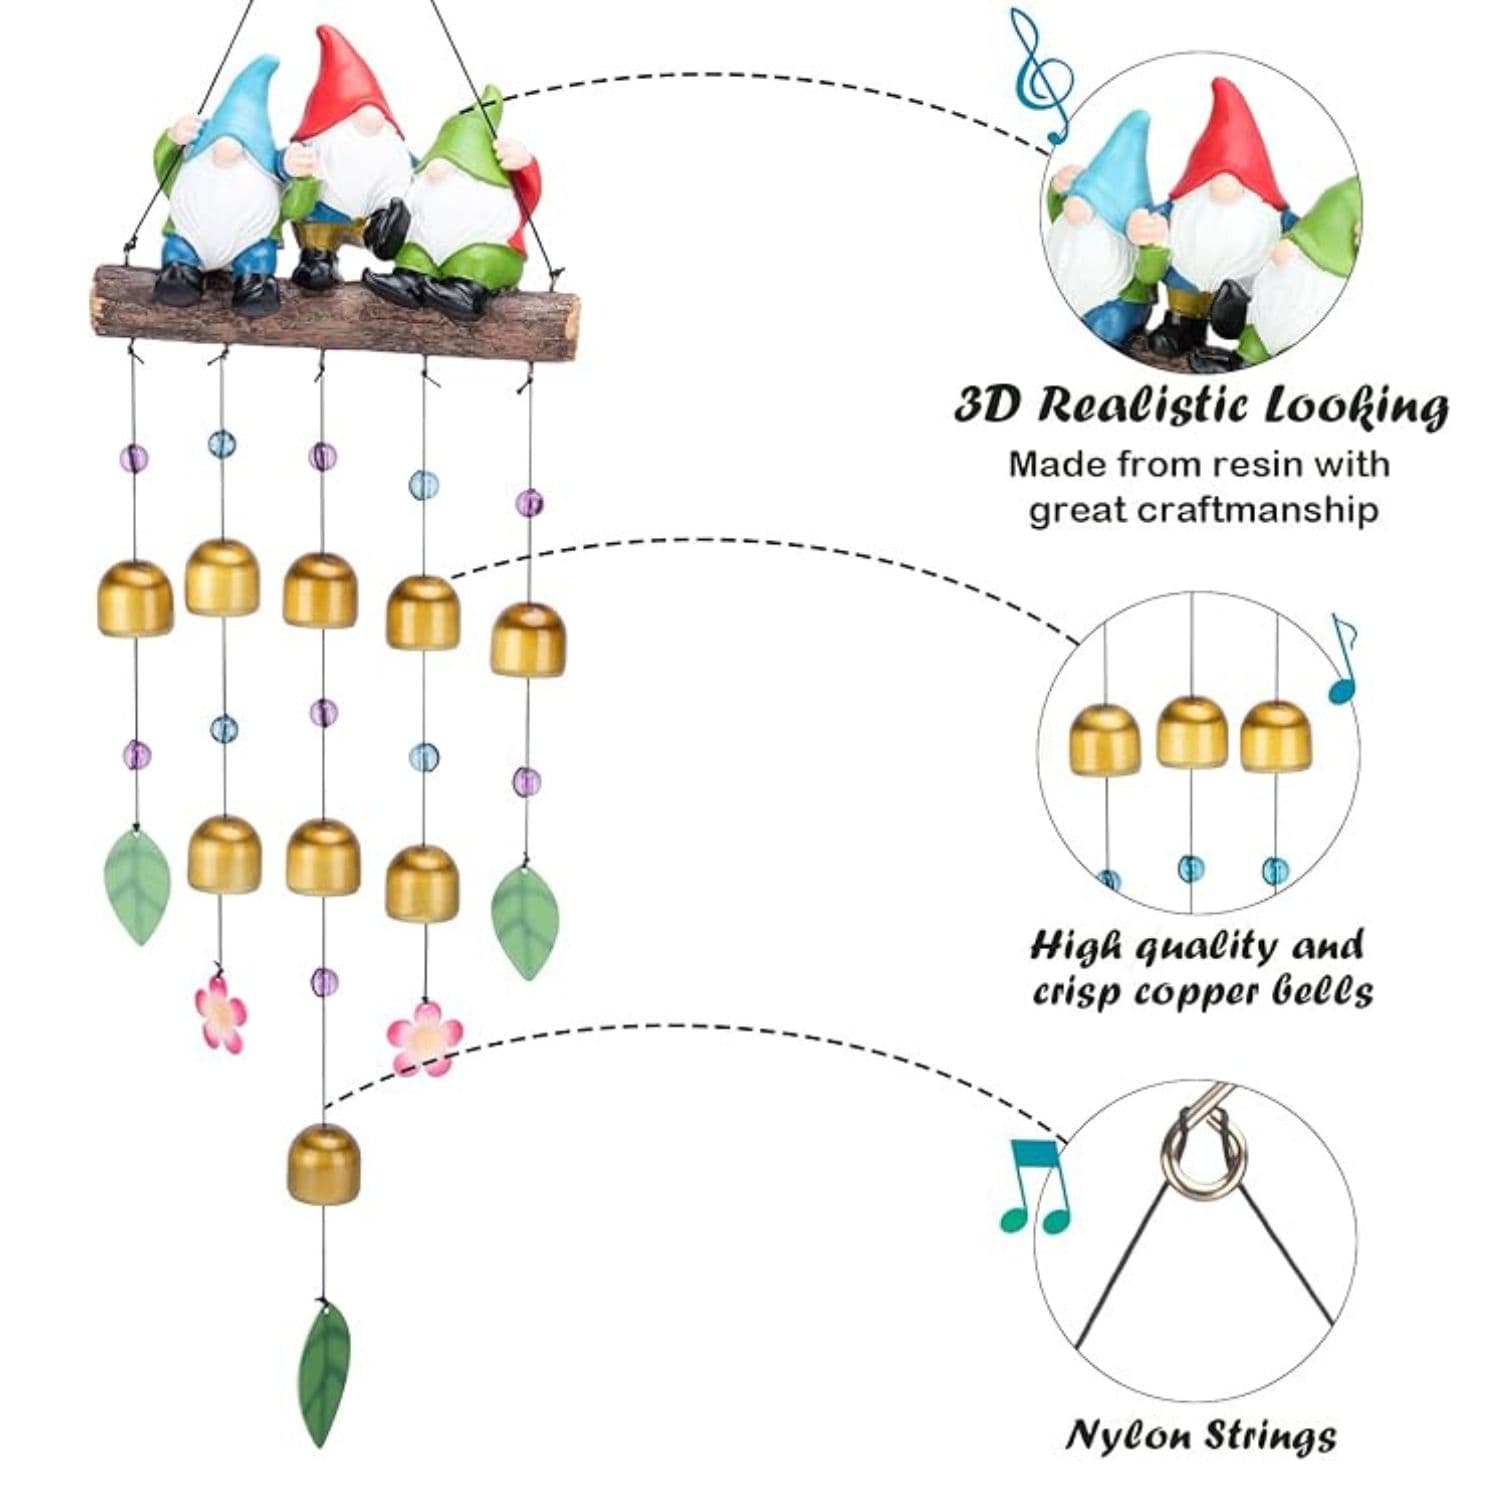 3D Realistic Looking
Made from resin with
great craftmanship
High quality and
crisp copper bells
Nylon Strings